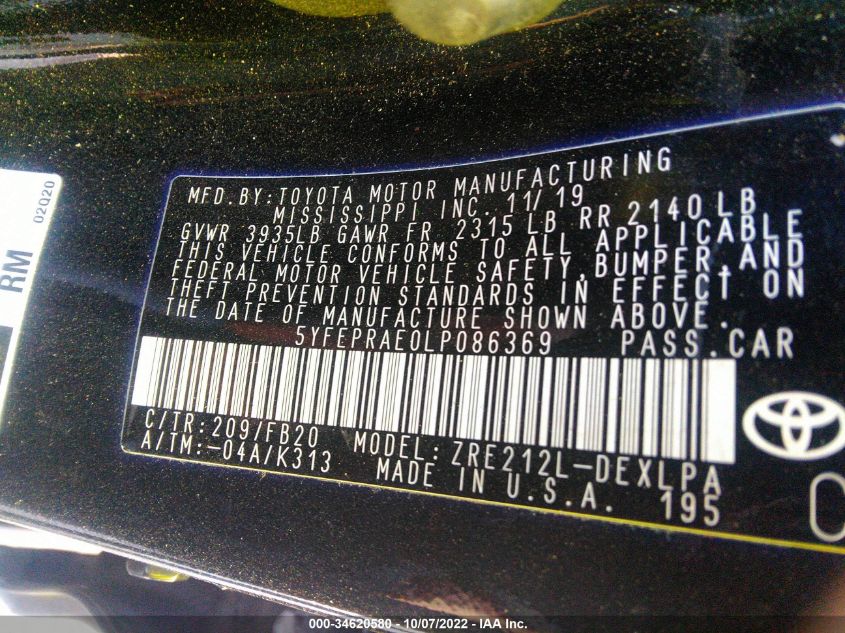 02Q20
RM
MFD.BY:TOYOTA MOTOR MANUFACTURING
MISSISSIPPI INC. 11/19
GVWR 3935LB GAWR FR 2315 LB RR 2140 LB
THIS VEHICLE CONFORMS TO ALL APPLICABLE
FEDERAL MOTOR VEHICLE SAFETY,BUMPER,AND
THEFT PREVENTION STANDARDS IN EFFECT ON
THE DATE OF MANUFACTURE SHOWN ABOVE.
5YFEPRAE0LP086369 PASS.CAR
C/TR:209/FB20 MODEL:ZRE212L-DEXLPA
A/TM:-04A/K313 MADE IN U.S.A. 195
000-34620580 - 10/07/2022 - IAA Inc.